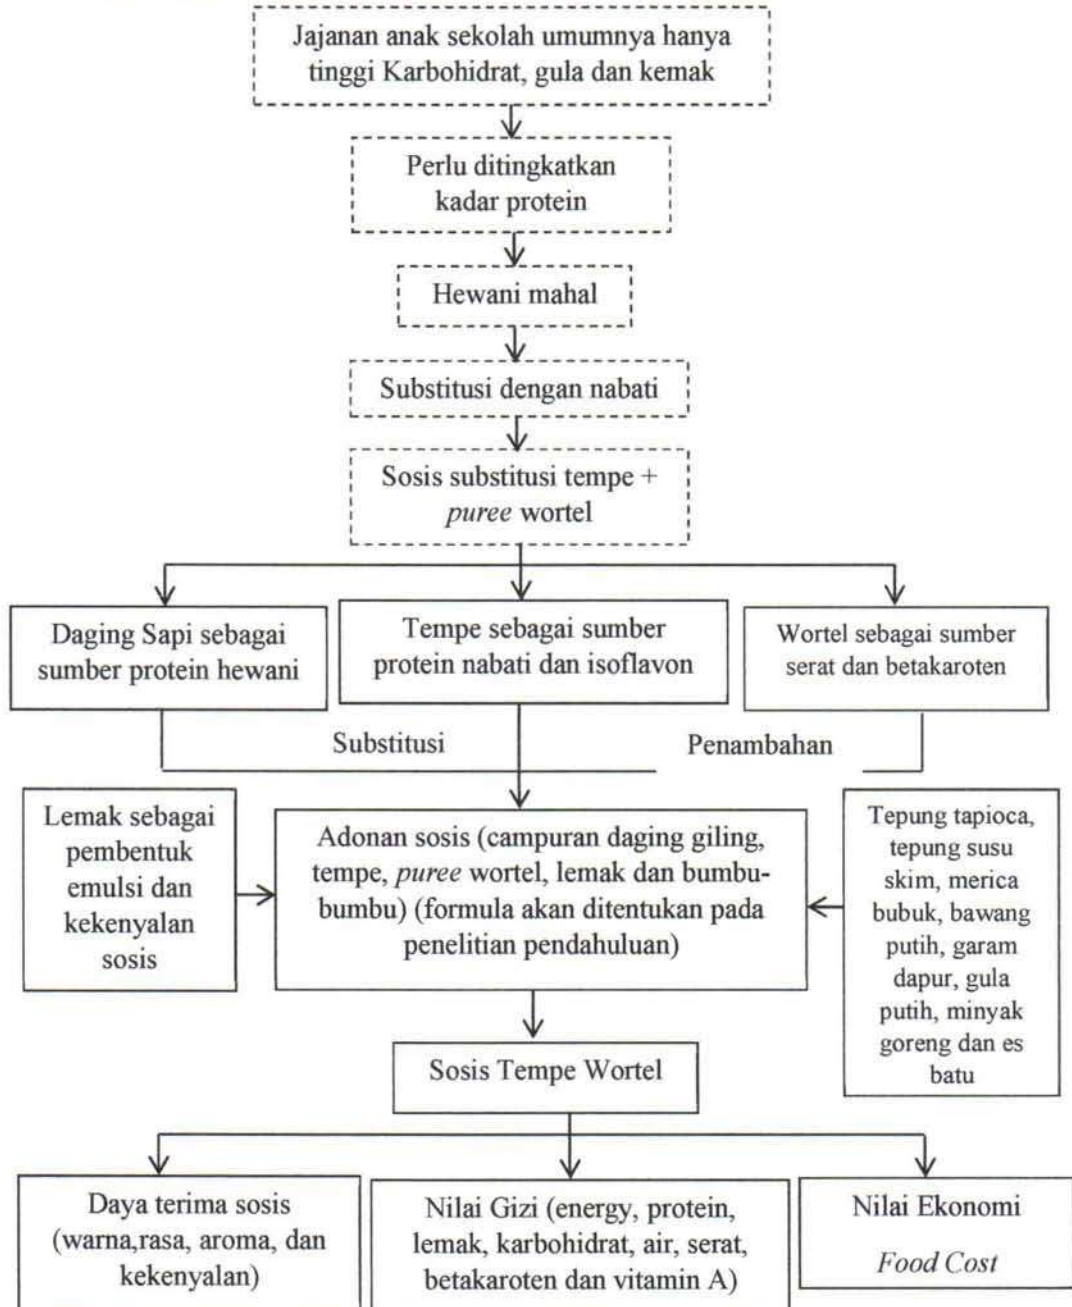 Jajanan anak sekolah umumnya hanya
tinggi Karbohidrat, gula dan kemak
Perlu ditingkatkan
kadar protein
Hewani mahal
Substitusi dengan nabati
Sosis substitusi tempe +
puree wortel
Daging Sapi sebagai
sumber protein hewani
Tempe sebagai sumber
protein nabati dan isoflavon
Wortel sebagai sumber
serat dan betakaroten
Substitusi
Penambahan
Lemak sebagai
pembentuk
emulsi dan
kekenyalan
sosis
Adonan sosis (campuran daging giling,
tempe, puree wortel, lemak dan bumbu-
bumbu) (formula akan ditentukan pada
penelitian pendahuluan)
Tepung tapioca,
tepung susu
skim, merica
bubuk, bawang
putih, garam
dapur, gula
putih, minyak
goreng dan es
batu
Sosis Tempe Wortel
Daya terima sosis
(warna,rasa, aroma, dan
kekenyalan)
Nilai Gizi (energy, protein,
lemak, karbohidrat, air, serat,
betakaroten dan vitamin A)
Nilai Ekonomi
Food Cost